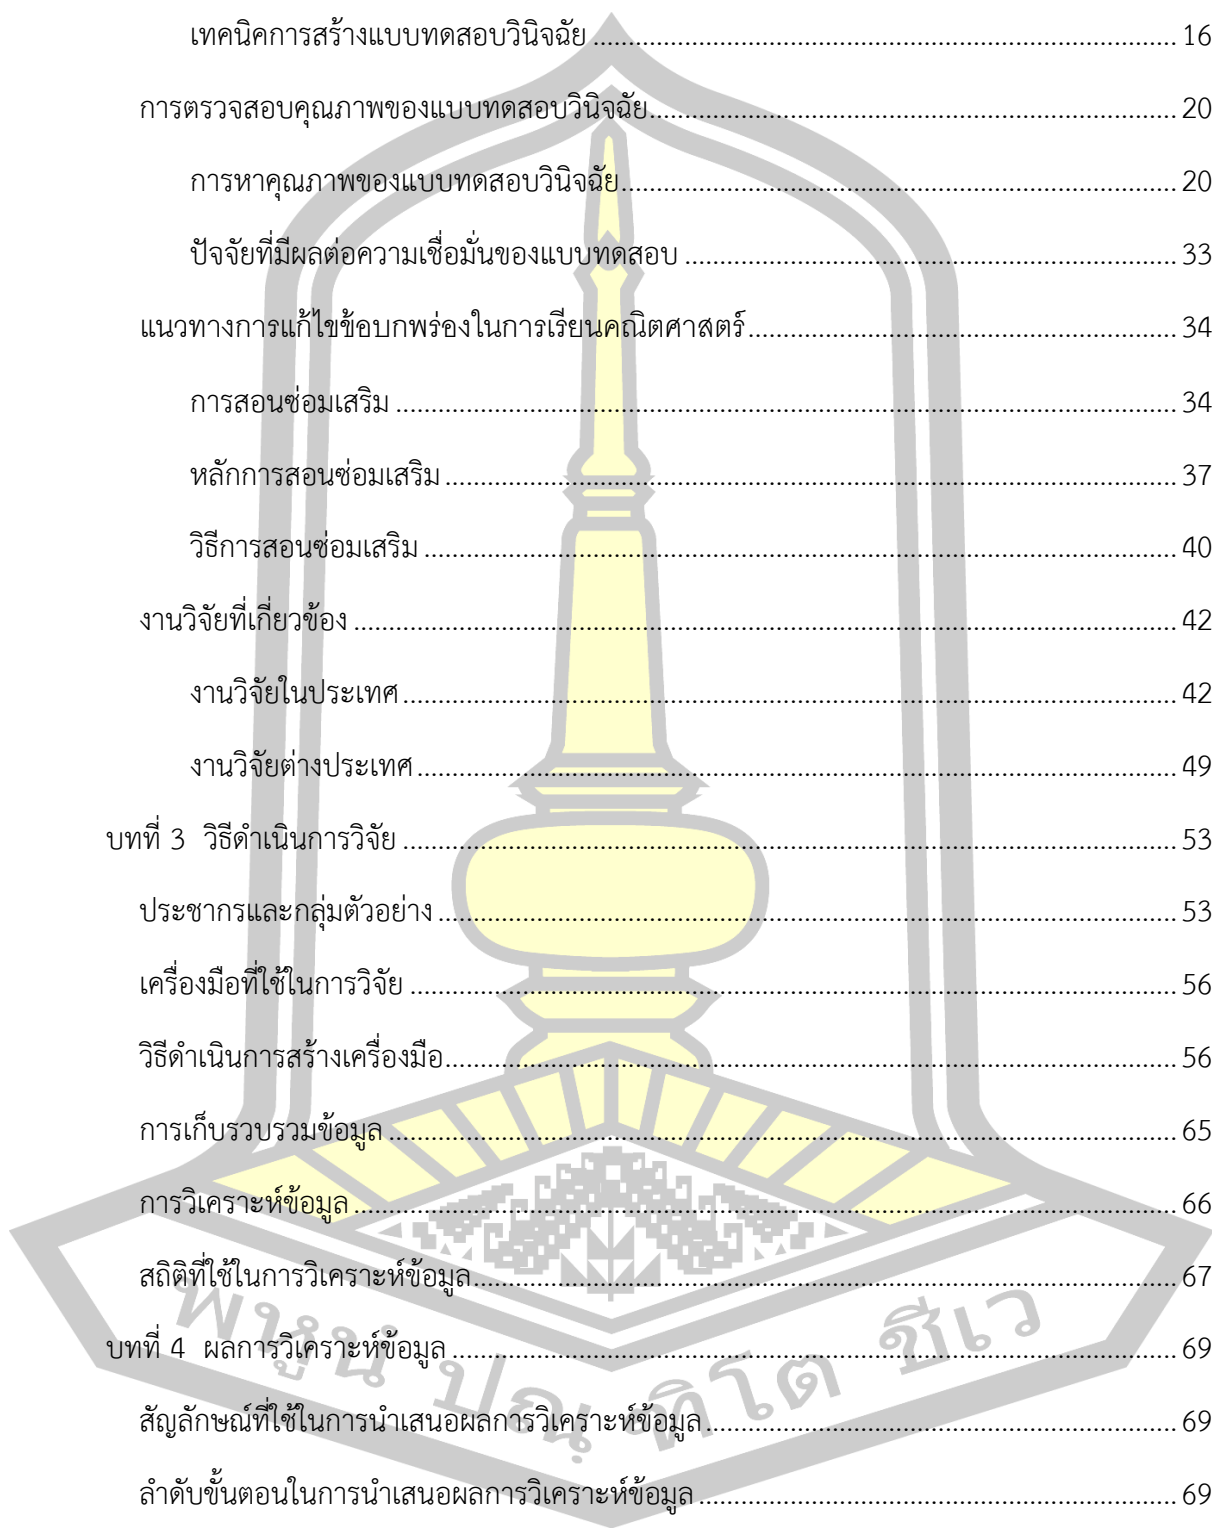 เทคนิคการสร้างแบบทดสอบวินิจฉัย ........ 16
การตรวจสอบคุณภาพของแบบทดสอบวินิจฉัย ........ 20
การหาคุณภาพของแบบทดสอบวินิจฉัย ........ 20
ปัจจัยที่มีผลต่อความเชื่อมั่นของแบบทดสอบ ........ 33
แนวทางการแก้ไขข้อบกพร่องในการเรียนคณิตศาสตร์ ........ 34
การสอนซ่อมเสริม ........ 34
หลักการสอนซ่อมเสริม ........ 37
วิธีการสอนซ่อมเสริม ........ 40
งานวิจัยที่เกี่ยวข้อง ........ 42
งานวิจัยในประเทศ ........ 42
งานวิจัยต่างประเทศ ........ 49
บทที่ 3 วิธีดำเนินการวิจัย ........ 53
ประชากรและกลุ่มตัวอย่าง ........ 53
เครื่องมือที่ใช้ในการวิจัย ........ 56
วิธีดำเนินการสร้างเครื่องมือ ........ 56
การเก็บรวบรวมข้อมูล ........ 65
การวิเคราะห์ข้อมูล ........ 66
สถิติที่ใช้ในการวิเคราะห์ข้อมูล ........ 67
บทที่ 4 ผลการวิเคราะห์ข้อมูล ........ 69
สัญลักษณ์ที่ใช้ในการนำเสนอผลการวิเคราะห์ข้อมูล ........ 69
ลำดับขั้นตอนในการนำเสนอผลการวิเคราะห์ข้อมูล ........ 69
พหูนํ ปณฺฑิโต ชีเว